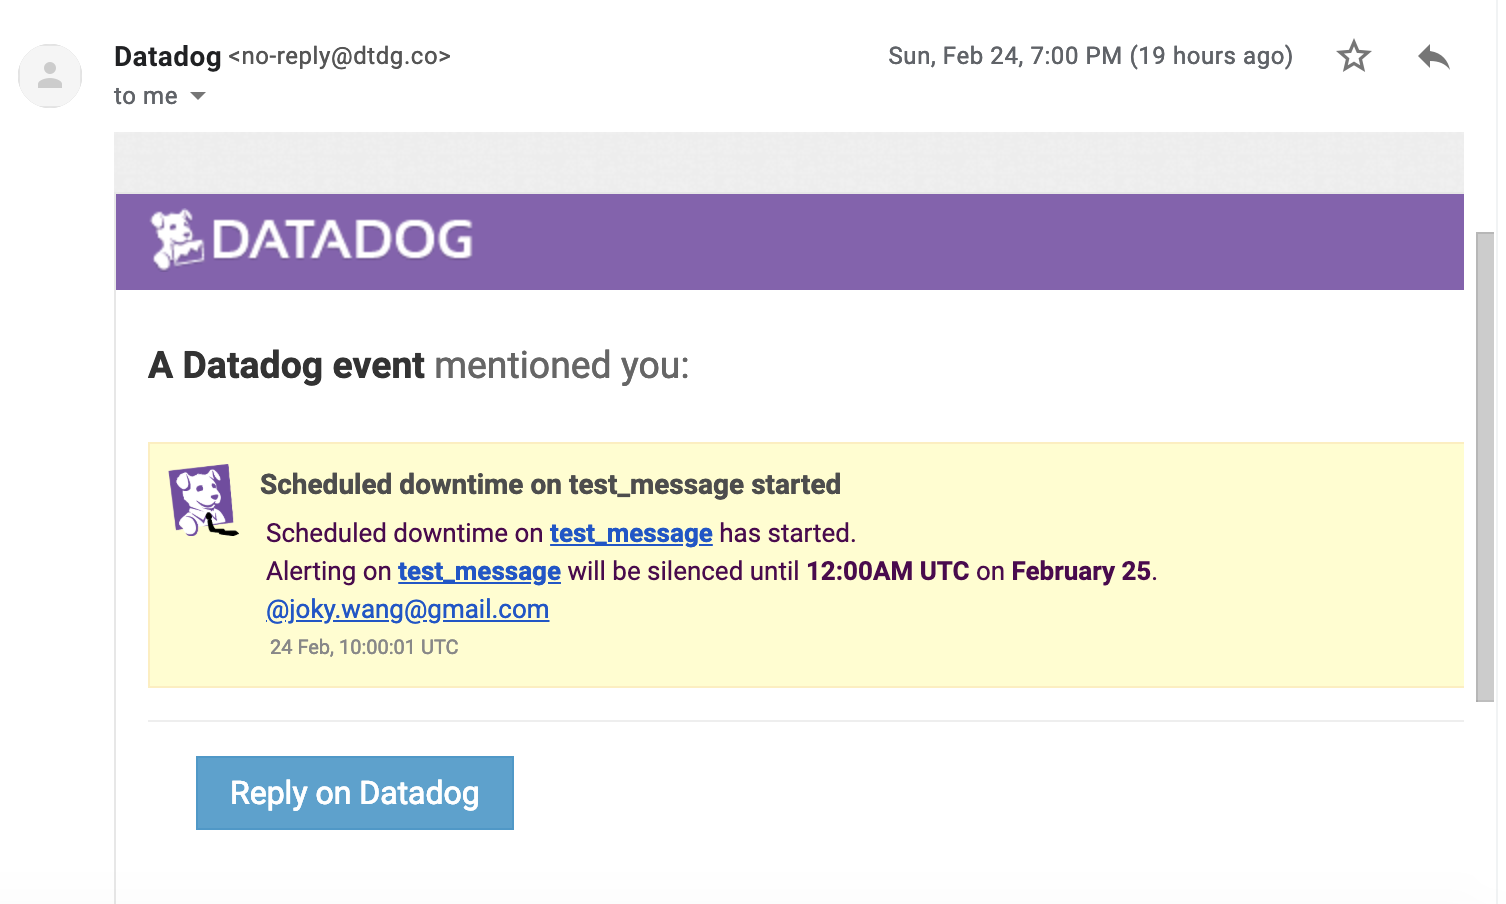 Datadog <no-reply@dtdg.co> Sun, Feb 24, 7:00 PM (19 hours ago)
to me
DATADOG
A Datadog event mentioned you:
Scheduled downtime on test_message started
Scheduled downtime on test_message has started.
Alerting on test_message will be silenced until 12:00AM UTC on February 25.
@joky.wang@gmail.com
24 Feb, 10:00:01 UTC
Reply on Datadog